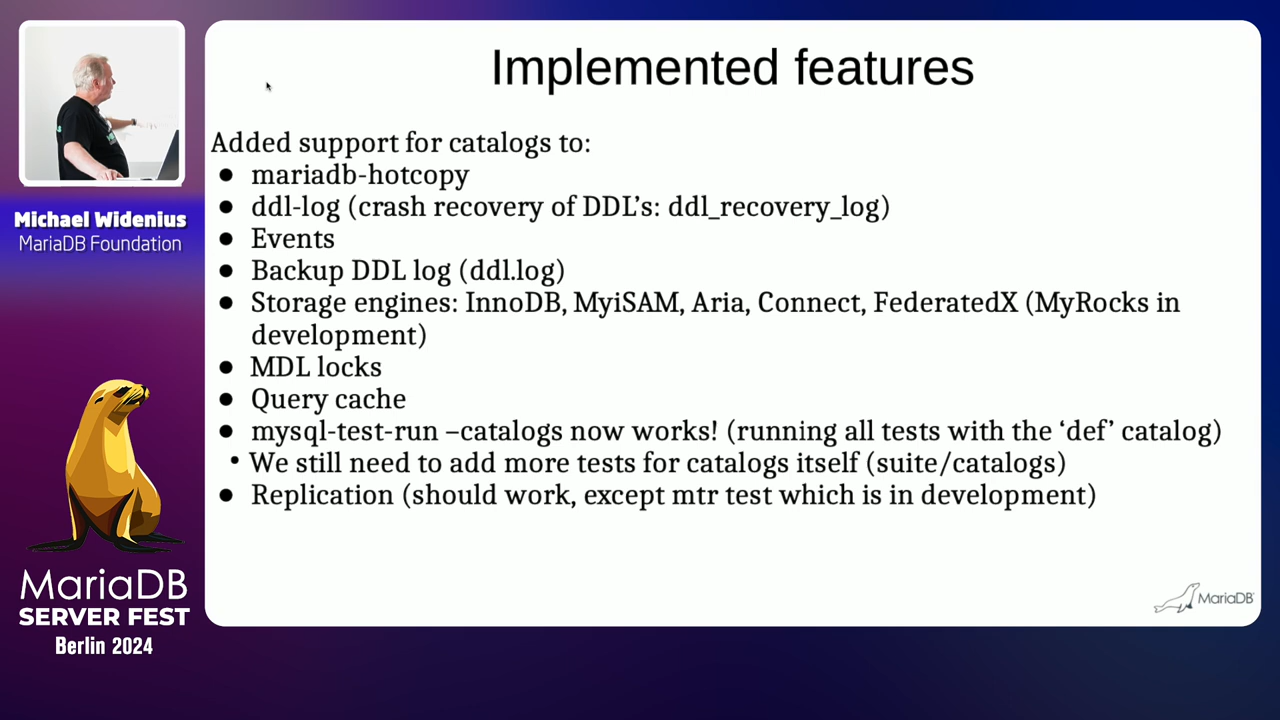 Implemented features
Added support for catalogs to:
● mariadb-hotcopy
● ddl-log (crash recovery of DDL’s: ddl_recovery_log)
● Events
● Backup DDL log (ddl.log)
● Storage engines: InnoDB, MyiSAM, Aria, Connect, FederatedX (MyRocks in
development)
● MDL locks
● Query cache
● mysql-test-run –catalogs now works! (running all tests with the ‘def’ catalog)
• We still need to add more tests for catalogs itself (suite/catalogs)
● Replication (should work, except mtr test which is in development)
MariaDB
Michael Widenius
MariaDB Foundation
MariaDB
SERVER FEST
Berlin 2024